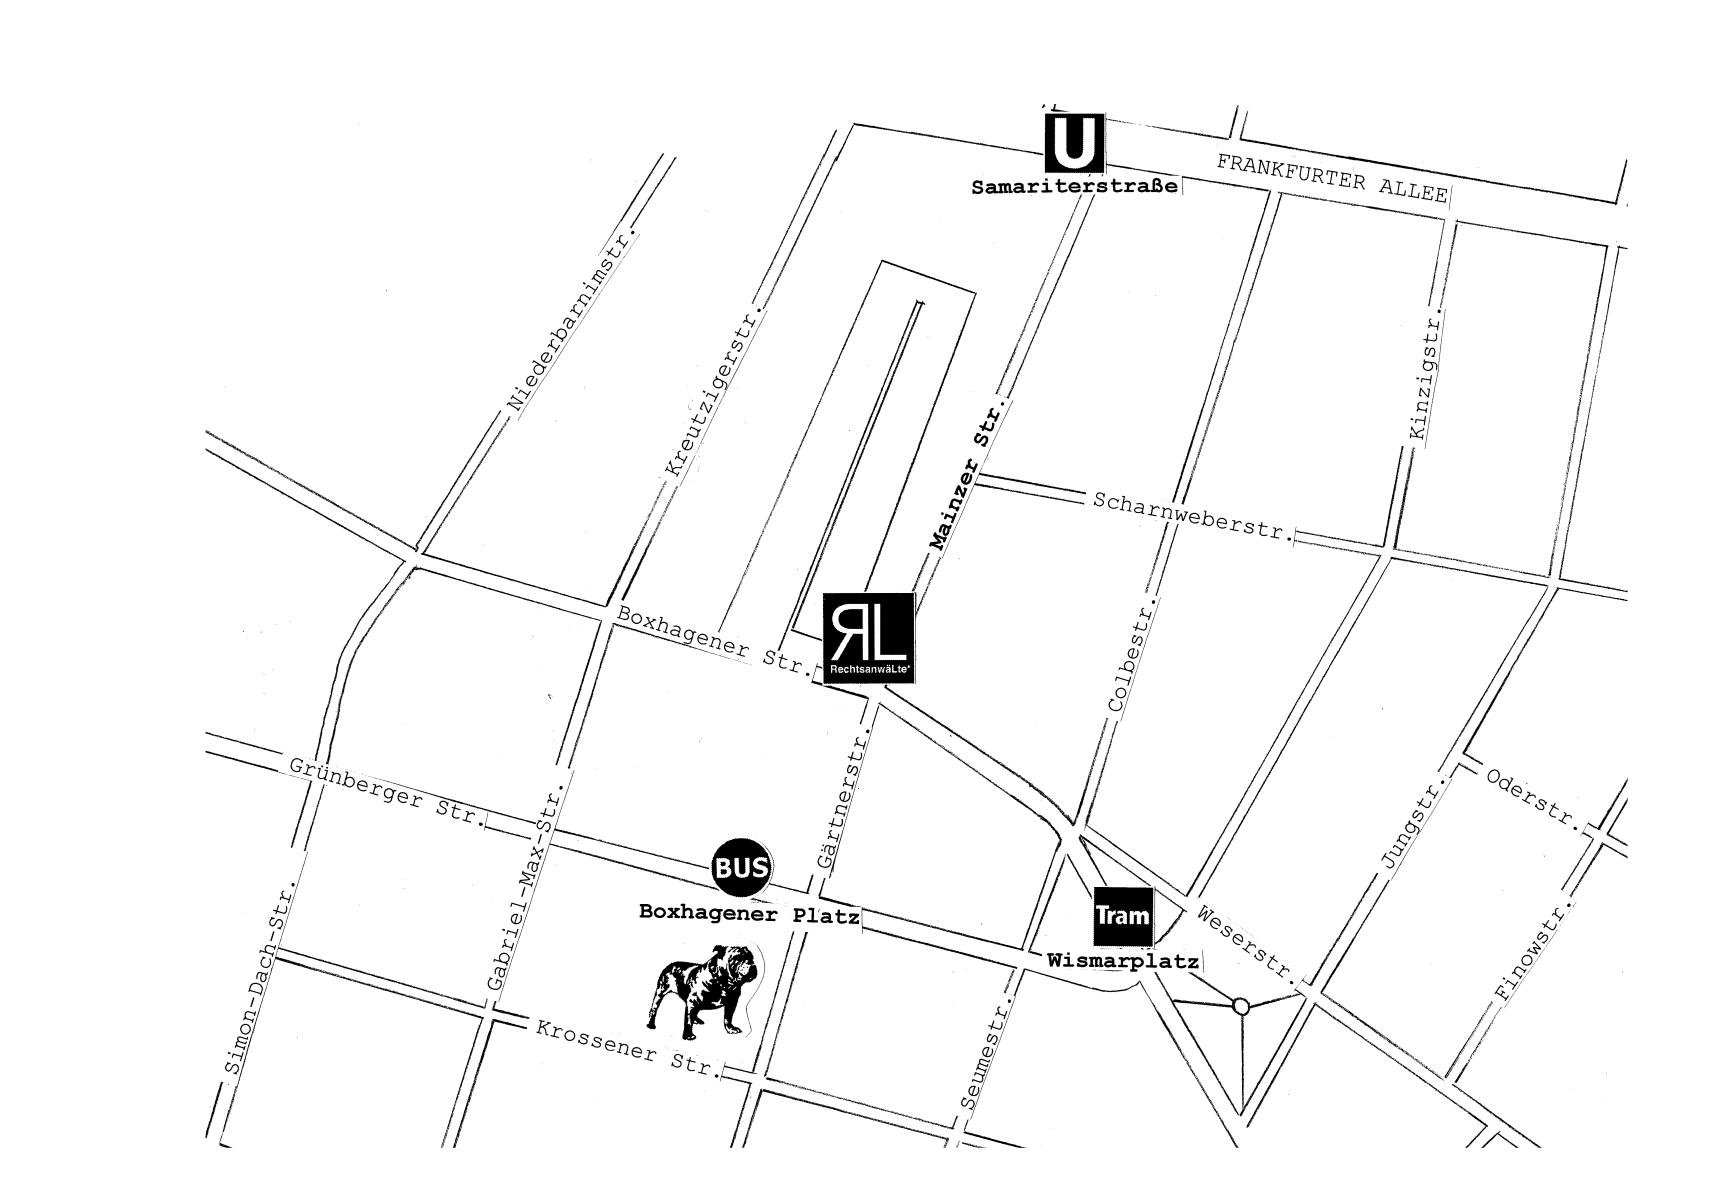 U
Samariterstraße
FRANKFURTER ALLEE
Niederbarnimstr.
Kreutzigerstr.
Mainzer Str.
Kinzigstr.
Scharnweberstr.
Boxhagener Str.
RL
RechtsanwäLte*
Colbestr.
Grünberger Str.
Gabriel-Max-Str.
Gärtnerstr.
Jungstr.
Oderstr.
BUS
Boxhagener Platz
Tram
Wismarplatz
Weserstr.
Finowstr.
Simon-Dach-Str.
Krossener Str.
Seumestr.